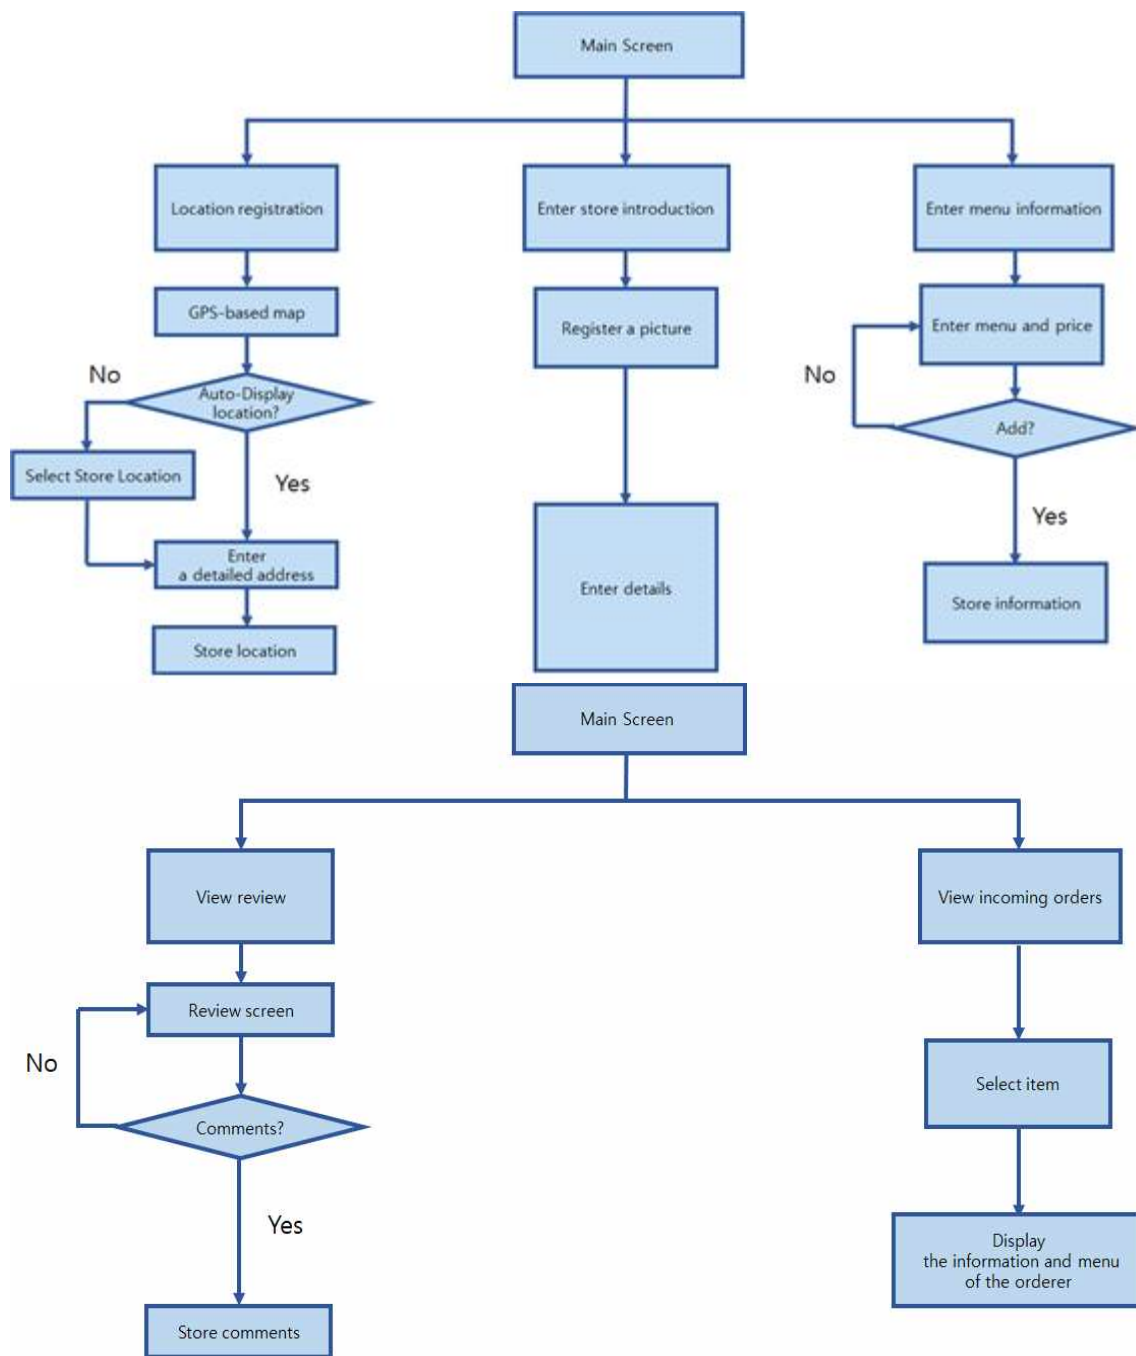 Main Screen
Location registration
Enter store introduction
Enter menu information
GPS-based map
Register a picture
Enter menu and price
No
Auto-Display
location?
No
Add?
Select Store Location
Yes
Yes
Enter
a detailed address
Enter details
Store information
Store location
Main Screen
View review
View incoming orders
Review screen
No
Select item
Comments?
Yes
Display
the information and menu
of the orderer
Store comments